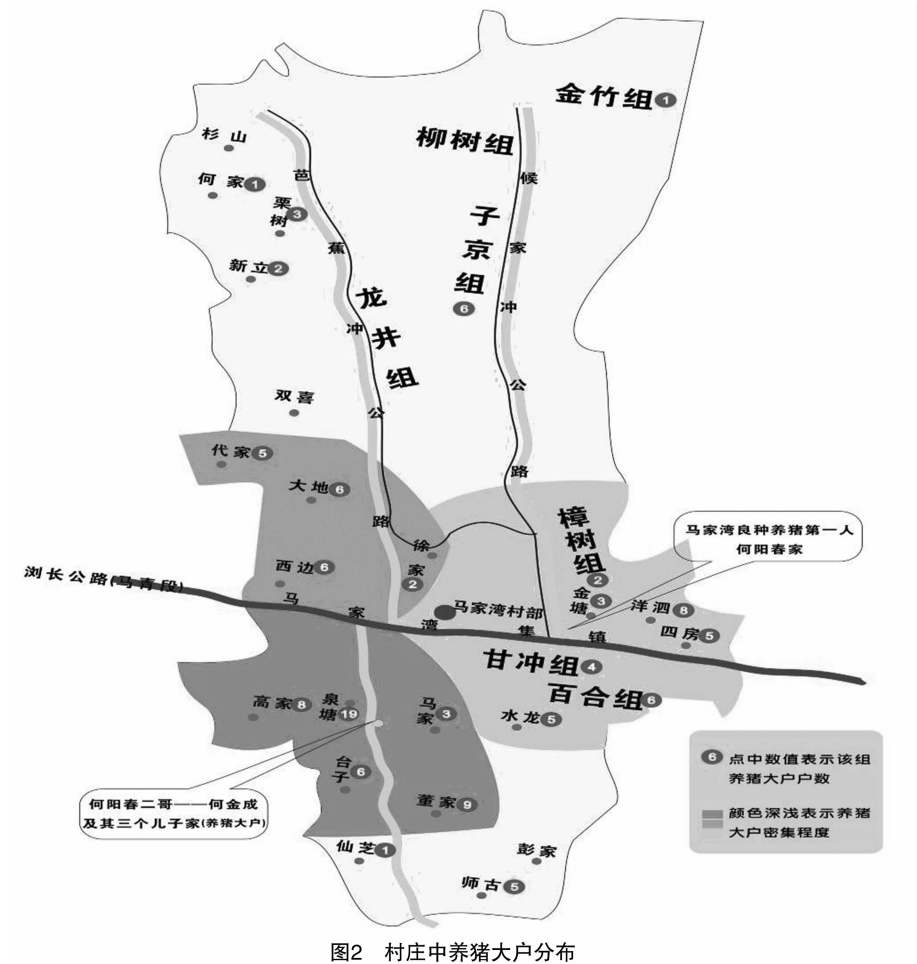 金竹组 1
柳树组
杉山
何家 1
栗树 3
新立 2
子京组 6
龙井组
芭蕉冲公路
候家冲公路
双喜
代家 5
大地 6
西边 6
徐家 2
樟树组 2
金塘 3
洋泗 8
四房 5
马家湾良种养猪第一人
何阳春家
浏长公路(马青段)
马家湾集镇
马家湾村部
甘冲组 4
百合组 6
水龙 5
高家 8
泉塘 19
马家 3
台子 6
董家 9
何阳春二哥——何金成
及其三个儿子家(养猪大户)
仙芝 1
彭家
师古 5
6 点中数值表示该组
养猪大户户数
颜色深浅表示养猪
大户密集程度
图2 村庄中养猪大户分布